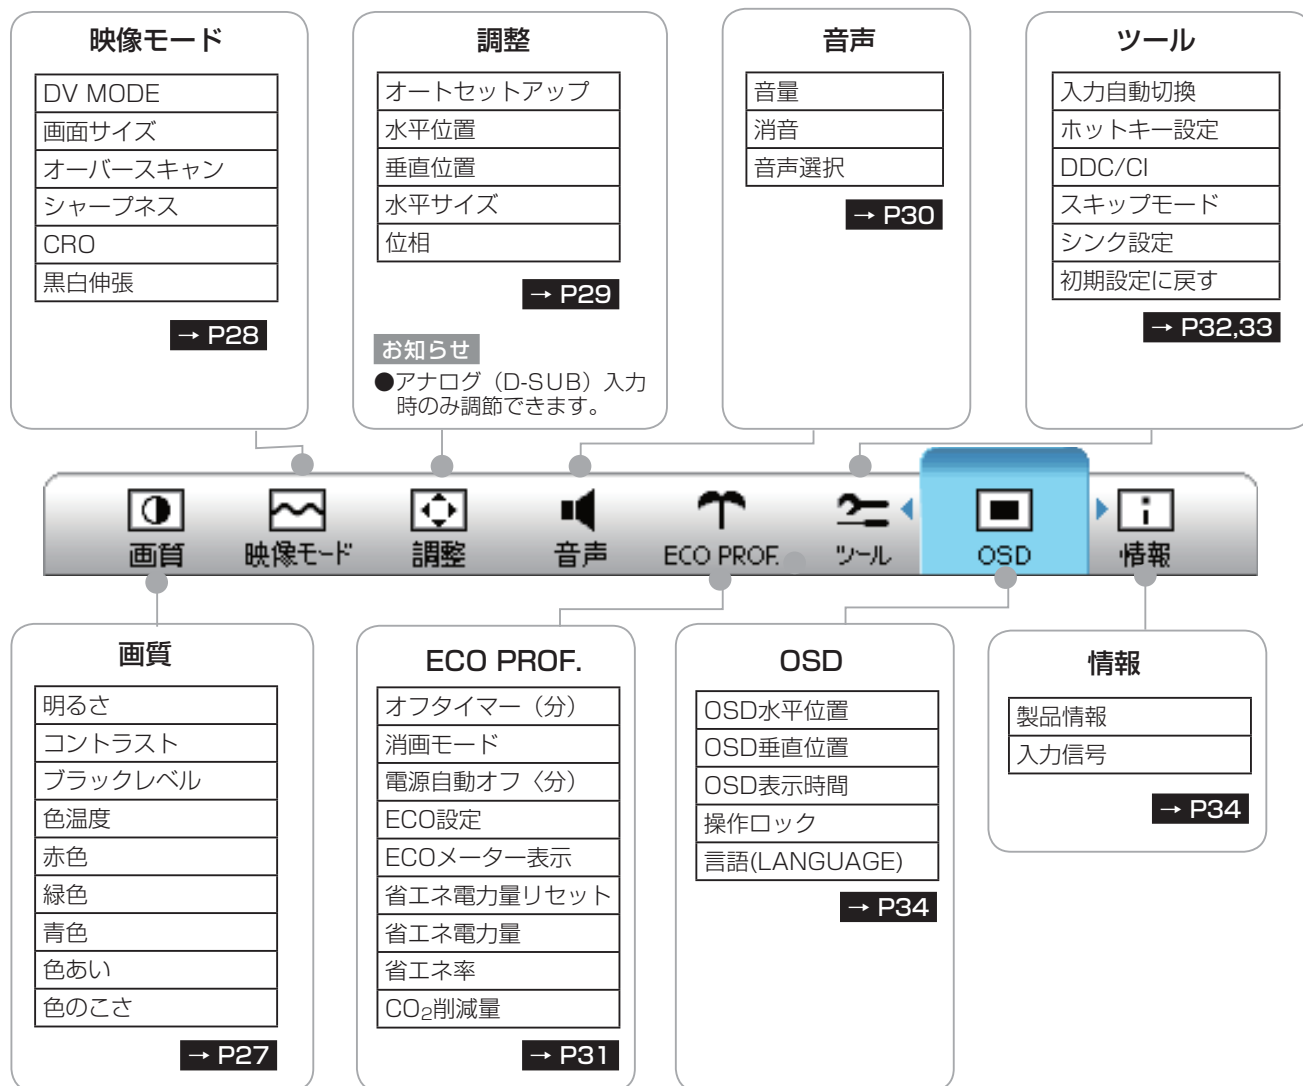 映像モード
DV MODE
画面サイズ
オーバースキャン
シャープネス
CRO
黒白伸張
→ P28
調整
オートセットアップ
水平位置
垂直位置
水平サイズ
位相
→ P29
お知らせ
●アナログ（D-SUB）入力
時のみ調節できます。
音声
音量
消音
音声選択
→ P30
ツール
入力自動切換
ホットキー設定
DDC/CI
スキップモード
シンク設定
初期設定に戻す
→ P32,33
画質
映像モード
調整
音声
ECO PROF.
ツール
OSD
情報
画質
明るさ
コントラスト
ブラックレベル
色温度
赤色
緑色
青色
色あい
色のこさ
→ P27
ECO PROF.
オフタイマー（分）
消画モード
電源自動オフ〈分）
ECO設定
ECOメーター表示
省エネ電力量リセット
省エネ電力量
省エネ率
CO2削減量
→ P31
OSD
OSD水平位置
OSD垂直位置
OSD表示時間
操作ロック
言語(LANGUAGE)
→ P34
情報
製品情報
入力信号
→ P34